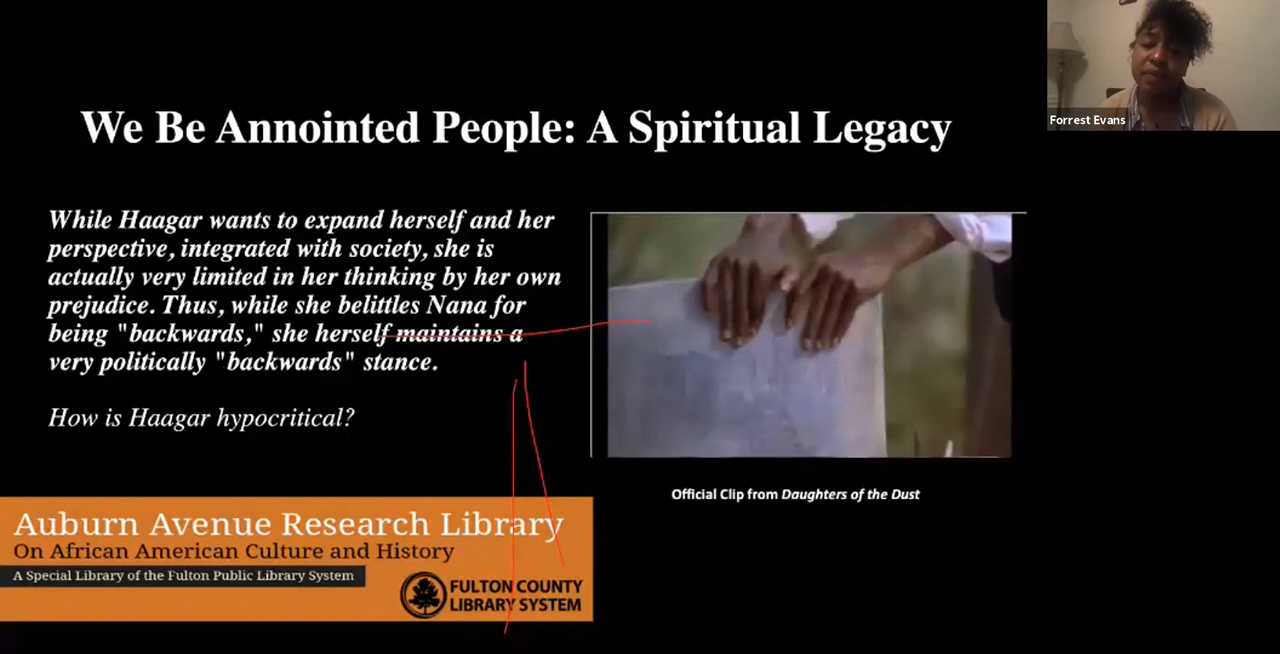 Forrest Evans
We Be Annointed People: A Spiritual Legacy
While Haagar wants to expand herself and her
perspective, integrated with society, she is
actually very limited in her thinking by her own
prejudice. Thus, while she belittles Nana for
being "backwards," she herself maintains a
very politically "backwards" stance.
How is Haagar hypocritical?
Official Clip from Daughters of the Dust
Auburn Avenue Research Library
On African American Culture and History
A Special Library of the Fulton Public Library System
FULTON COUNTY
LIBRARY SYSTEM